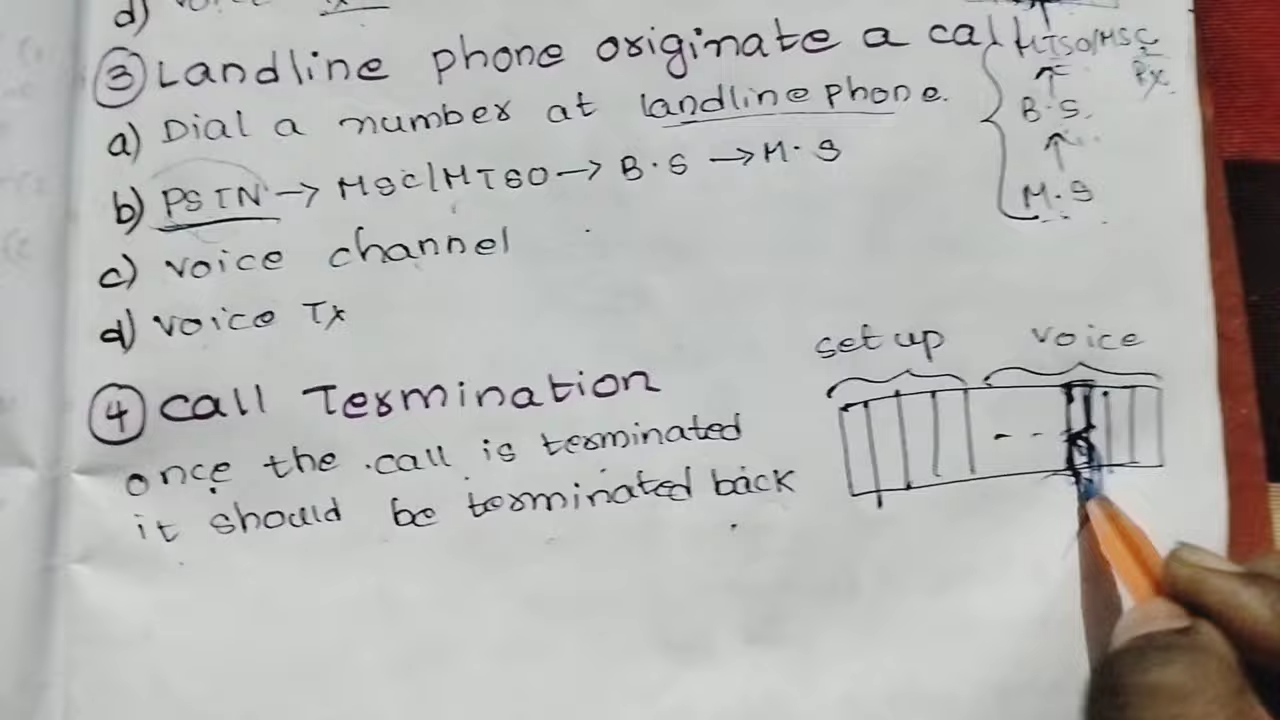 d)
③ Landline phone originate a call
a) Dial a number at landline phone.
b) PSTN → MSC/MTSO → B.S → M.S
c) voice channel
d) voice Tx
MTSO/MSC
B.S.
M.S
④ Call Termination
once the call is terminated
it should be terminated back
set up voice